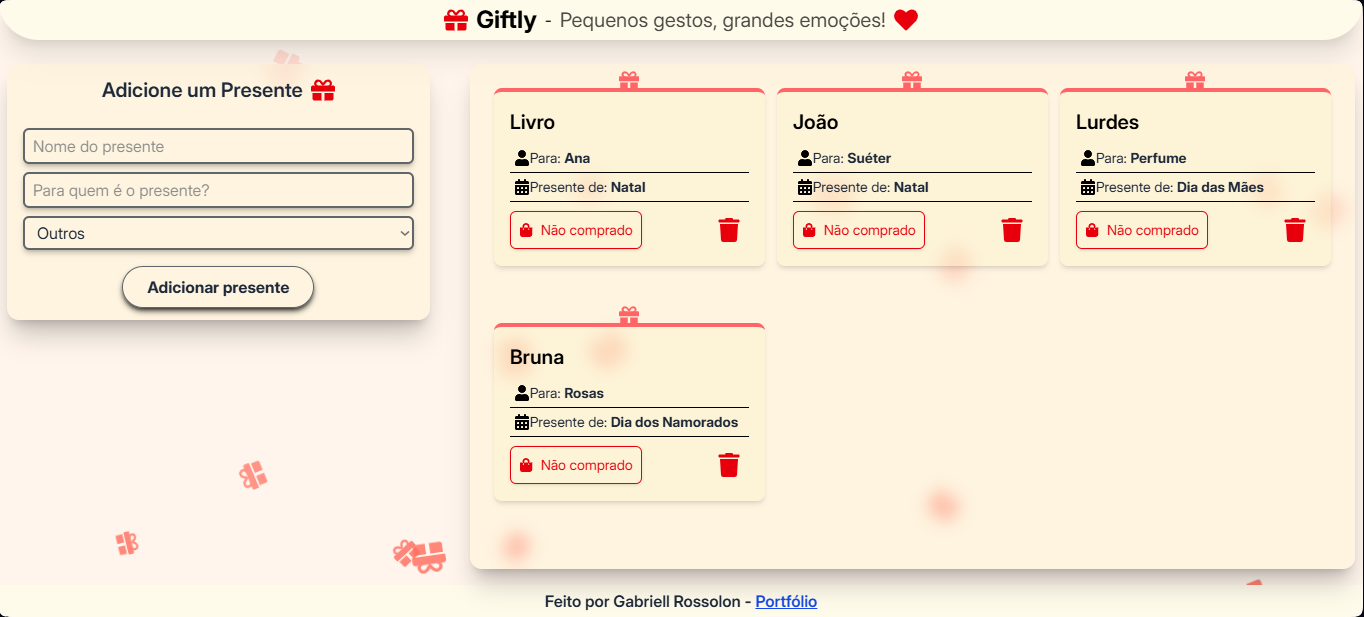 Giftly - Pequenos gestos, grandes emoções!
Adicione um Presente
Nome do presente
Para quem é o presente?
Outros
Adicionar presente
Livro
Para: Ana
Presente de: Natal
Não comprado
João
Para: Suéter
Presente de: Natal
Não comprado
Lurdes
Para: Perfume
Presente de: Dia das Mães
Não comprado
Bruna
Para: Rosas
Presente de: Dia dos Namorados
Não comprado
Feito por Gabriell Rossolon - Portfólio